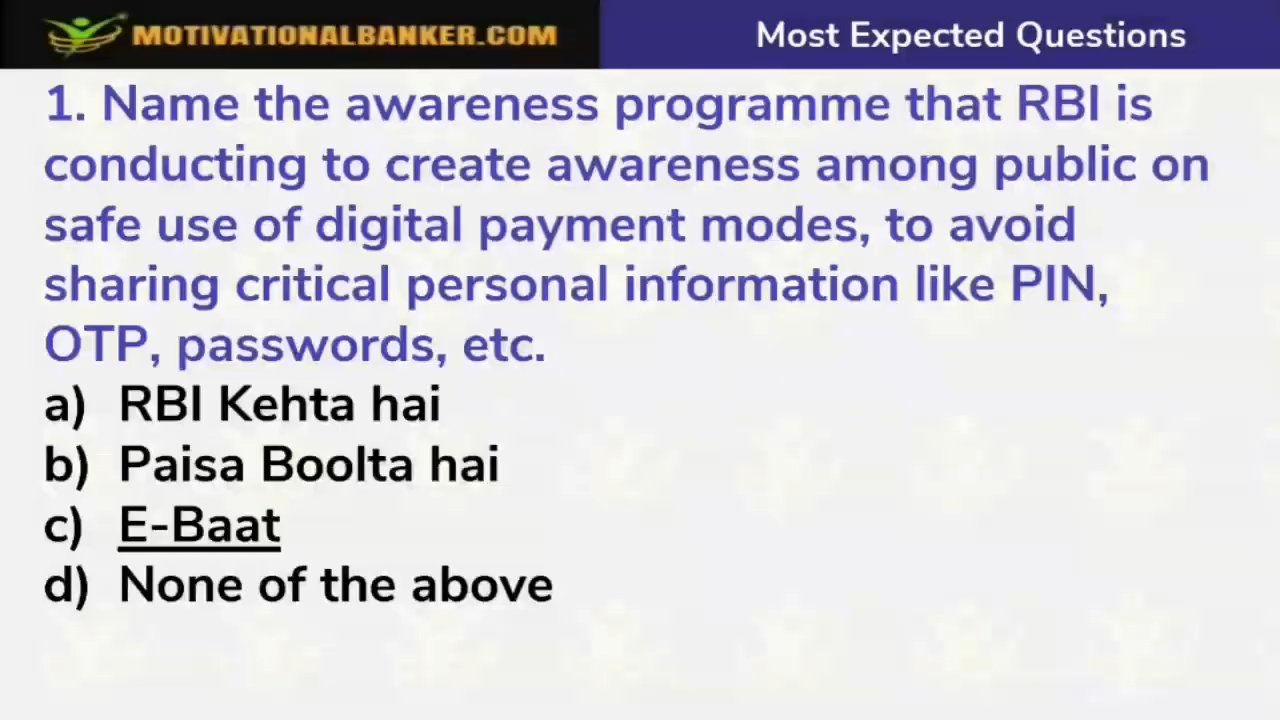 MOTIVATIONALBANKER.COM
Most Expected Questions
1. Name the awareness programme that RBI is
conducting to create awareness among public on
safe use of digital payment modes, to avoid
sharing critical personal information like PIN,
OTP, passwords, etc.
a) RBI Kehta hai
b) Paisa Boolta hai
c) E-Baat
d) None of the above